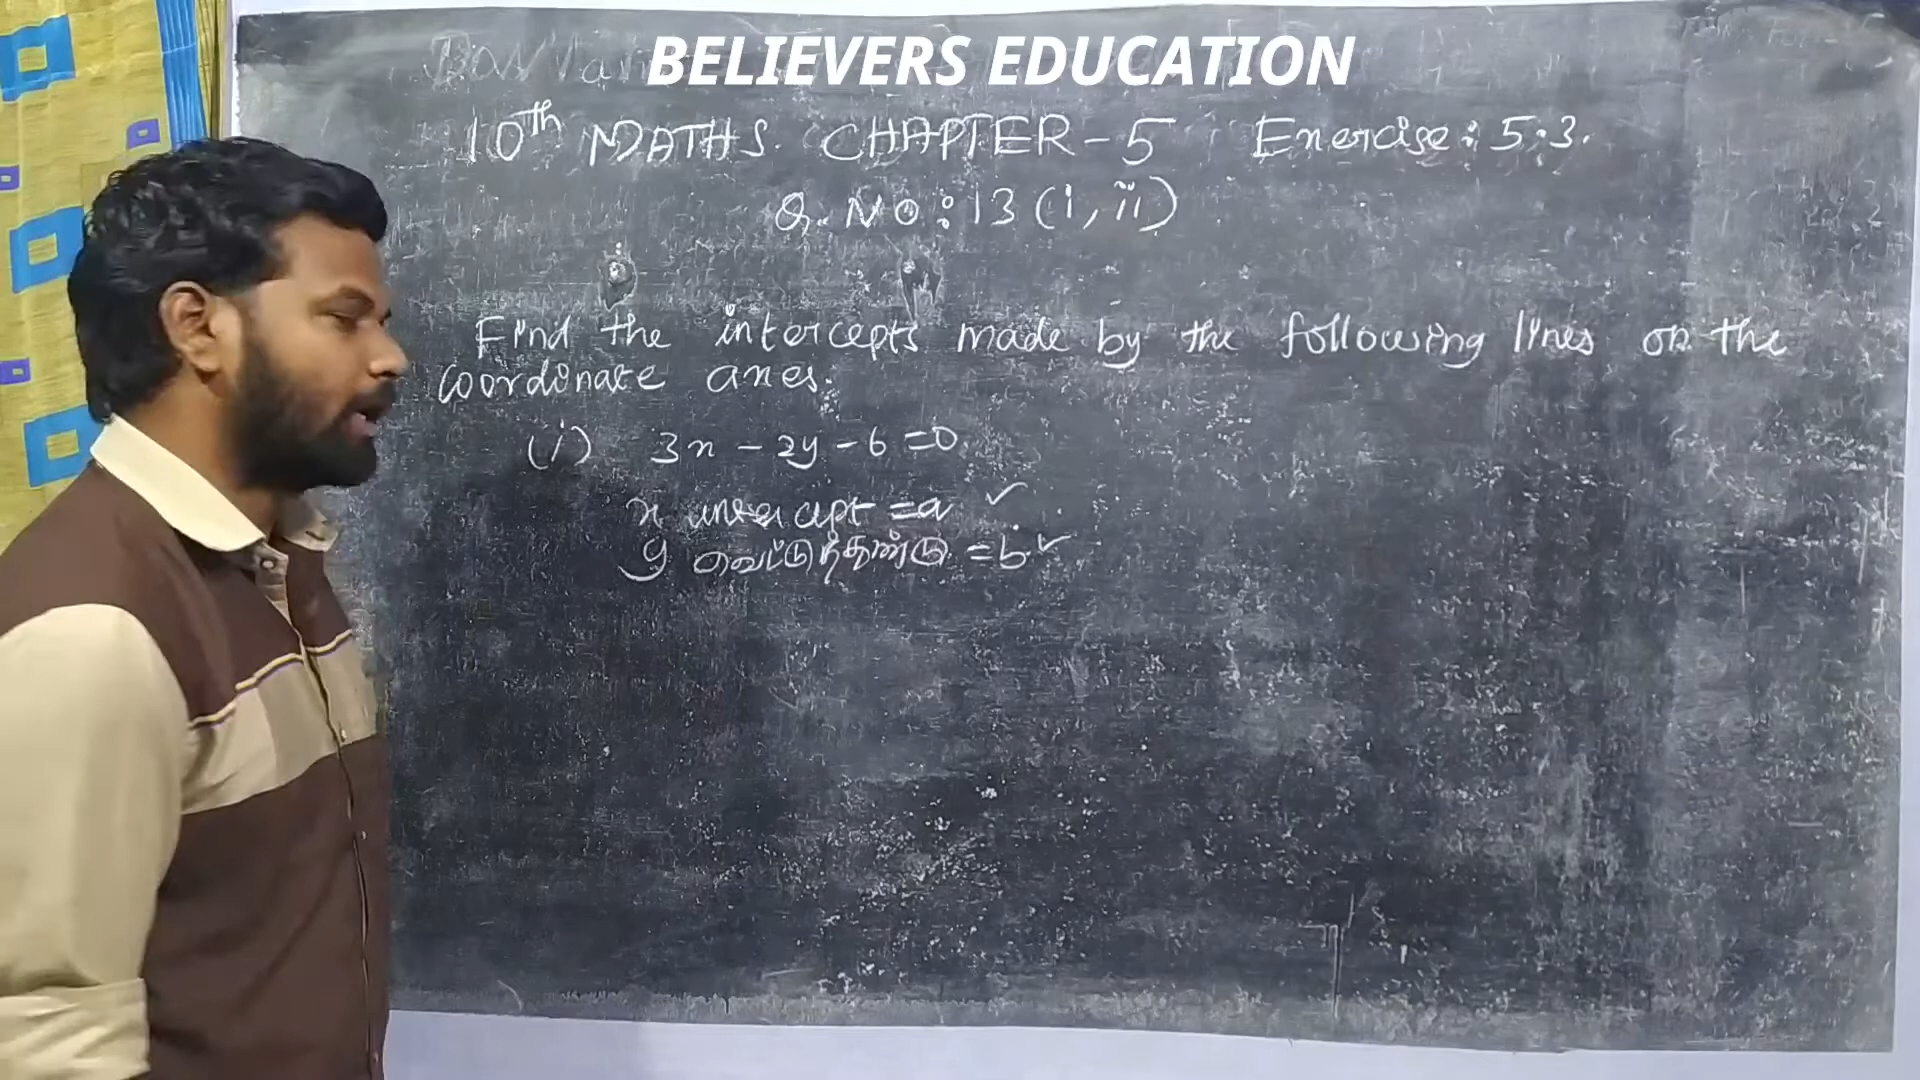 BELIEVERS EDUCATION
10th MATHS. CHAPTER-5 Exercise: 5.3.
Q. NO: 13 (i, ii)
Find the intercepts made by the following lines on the
coordinate axes.
(i) 3x - 2y - 6 = 0.
x intercept = a ✓
y வெட்டுத்துண்டு = b ✓